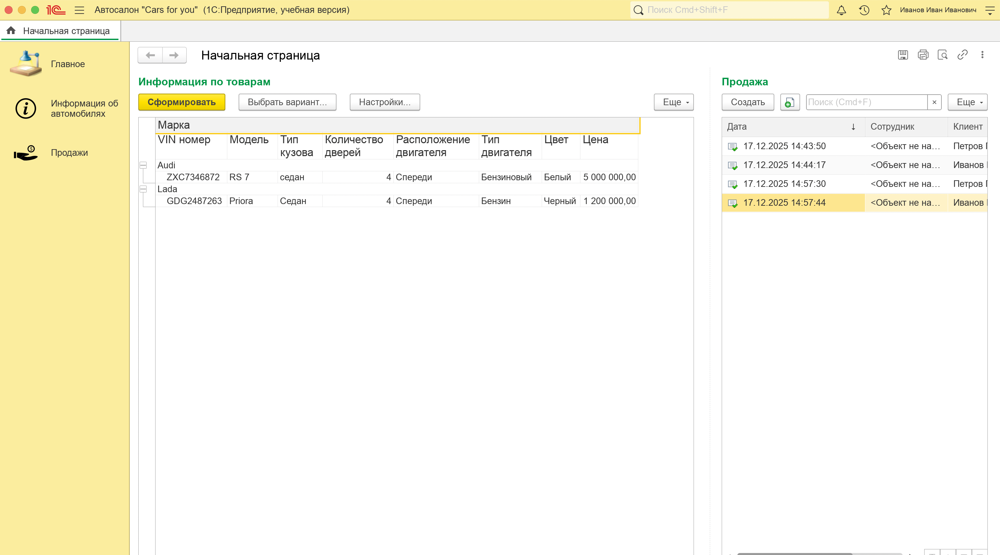 1С Автосалон "Cars for you" (1С:Предприятие, учебная версия) Поиск Cmd+Shift+F Иванов Иван Иванович
Начальная страница
Главное
Информация об
автомобилях
Продажи
Начальная страница
Информация по товарам
Сформировать Выбрать вариант... Настройки... Еще
Марка
VIN номер Модель Тип кузова Количество дверей Расположение двигателя Тип двигателя Цвет Цена
Audi
ZXC7346872 RS 7 седан 4 Спереди Бензиновый Белый 5 000 000,00
Lada
GDG2487263 Priora Седан 4 Спереди Бензин Черный 1 200 000,00
Продажа
Создать Поиск (Cmd+F) × Еще
Дата ↓ Сотрудник Клиент
17.12.2025 14:43:50 <Объект не на... Петров
17.12.2025 14:44:17 <Объект не на... Иванов
17.12.2025 14:57:30 <Объект не на... Петров
17.12.2025 14:57:44 <Объект не на... Иванов